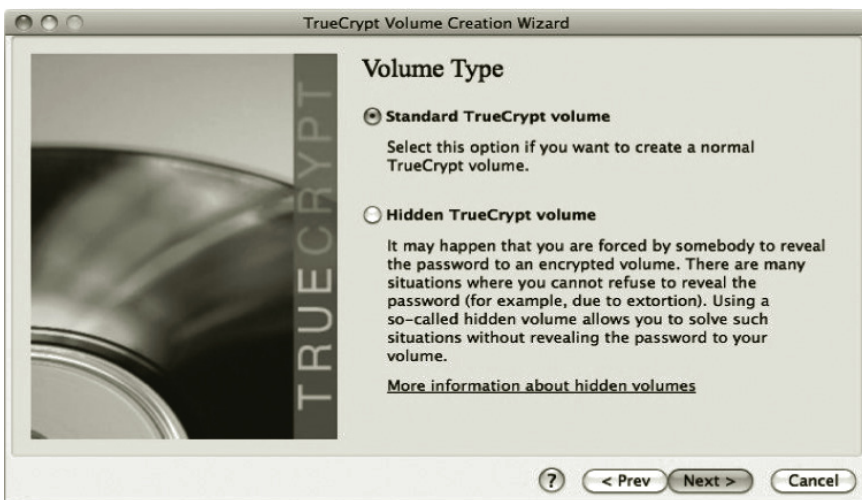 TrueCrypt Volume Creation Wizard
TRUECRYPT
Volume Type
Standard TrueCrypt volume
Select this option if you want to create a normal
TrueCrypt volume.
Hidden TrueCrypt volume
It may happen that you are forced by somebody to reveal
the password to an encrypted volume. There are many
situations where you cannot refuse to reveal the
password (for example, due to extortion). Using a
so-called hidden volume allows you to solve such
situations without revealing the password to your
volume.
More information about hidden volumes
?
< Prev
Next >
Cancel